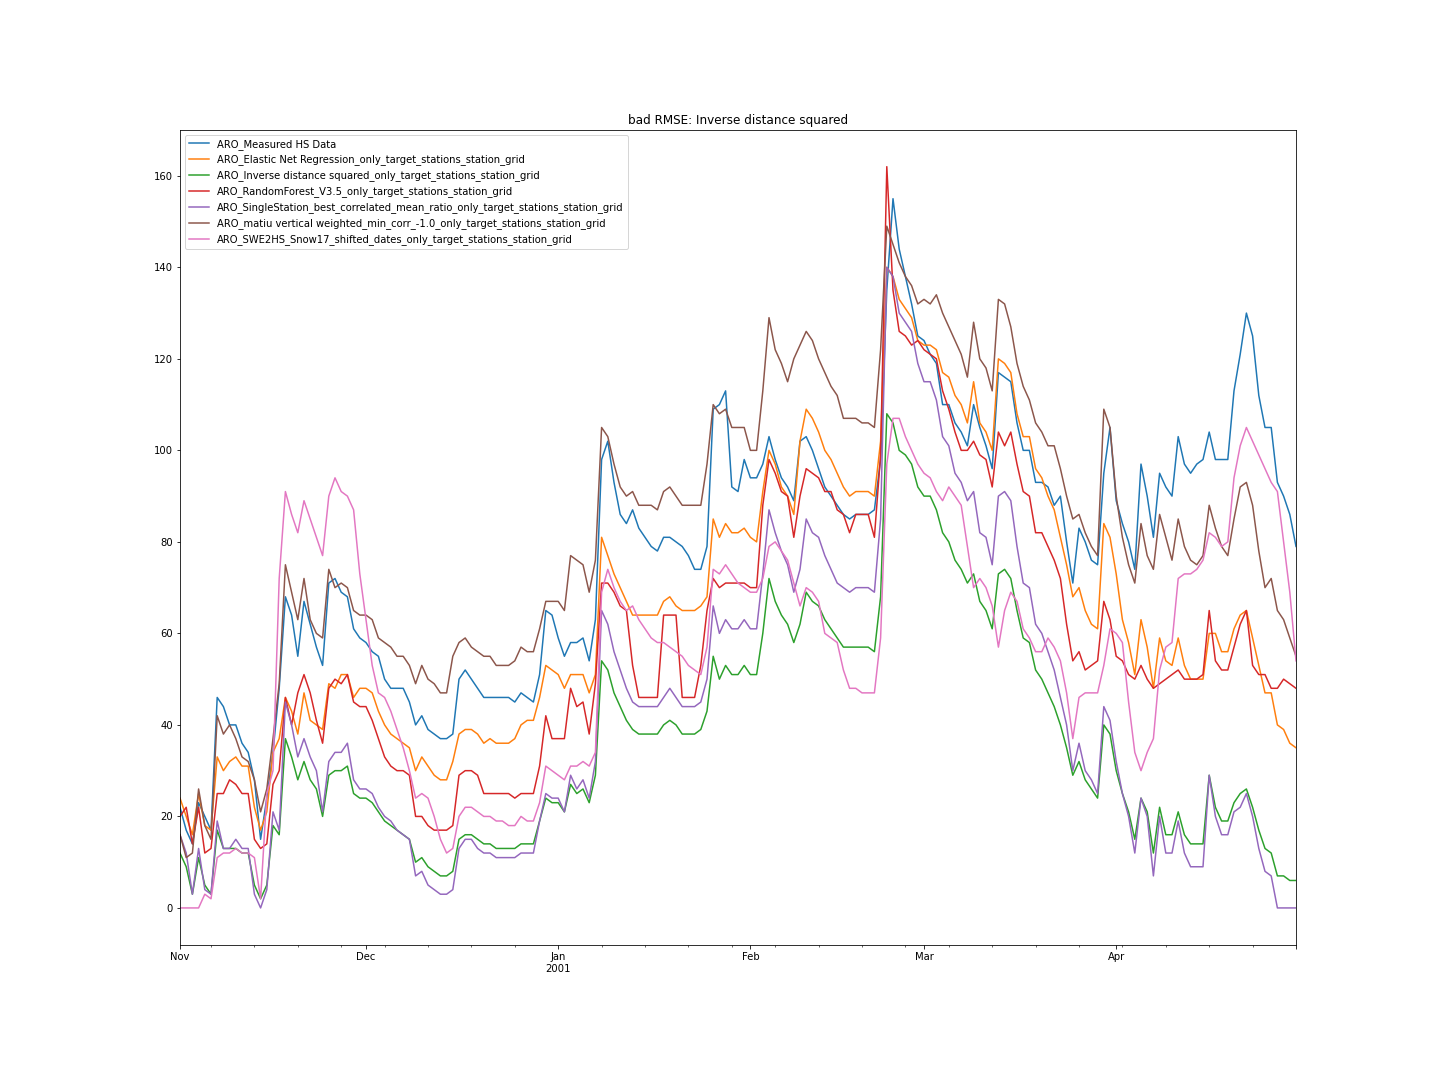 bad RMSE: Inverse distance squared
ARO_Measured HS Data
ARO_Elastic Net Regression_only_target_stations_station_grid
ARO_Inverse distance squared_only_target_stations_station_grid
ARO_RandomForest_V3.5_only_target_stations_station_grid
ARO_SingleStation_best_correlated_mean_ratio_only_target_stations_station_grid
ARO_matiu vertical weighted_min_corr_-1.0_only_target_stations_station_grid
ARO_SWE2HS_Snow17_shifted_dates_only_target_stations_station_grid
160
140
120
100
80
60
40
20
0
Nov Dec Jan Feb Mar Apr
2001